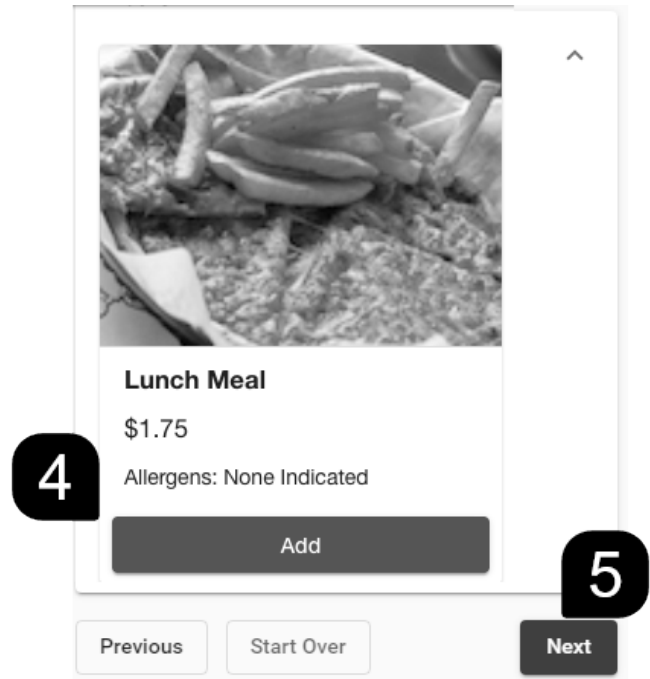 Lunch Meal
$1.75
4
Allergens: None Indicated
Add
5
Previous Start Over Next